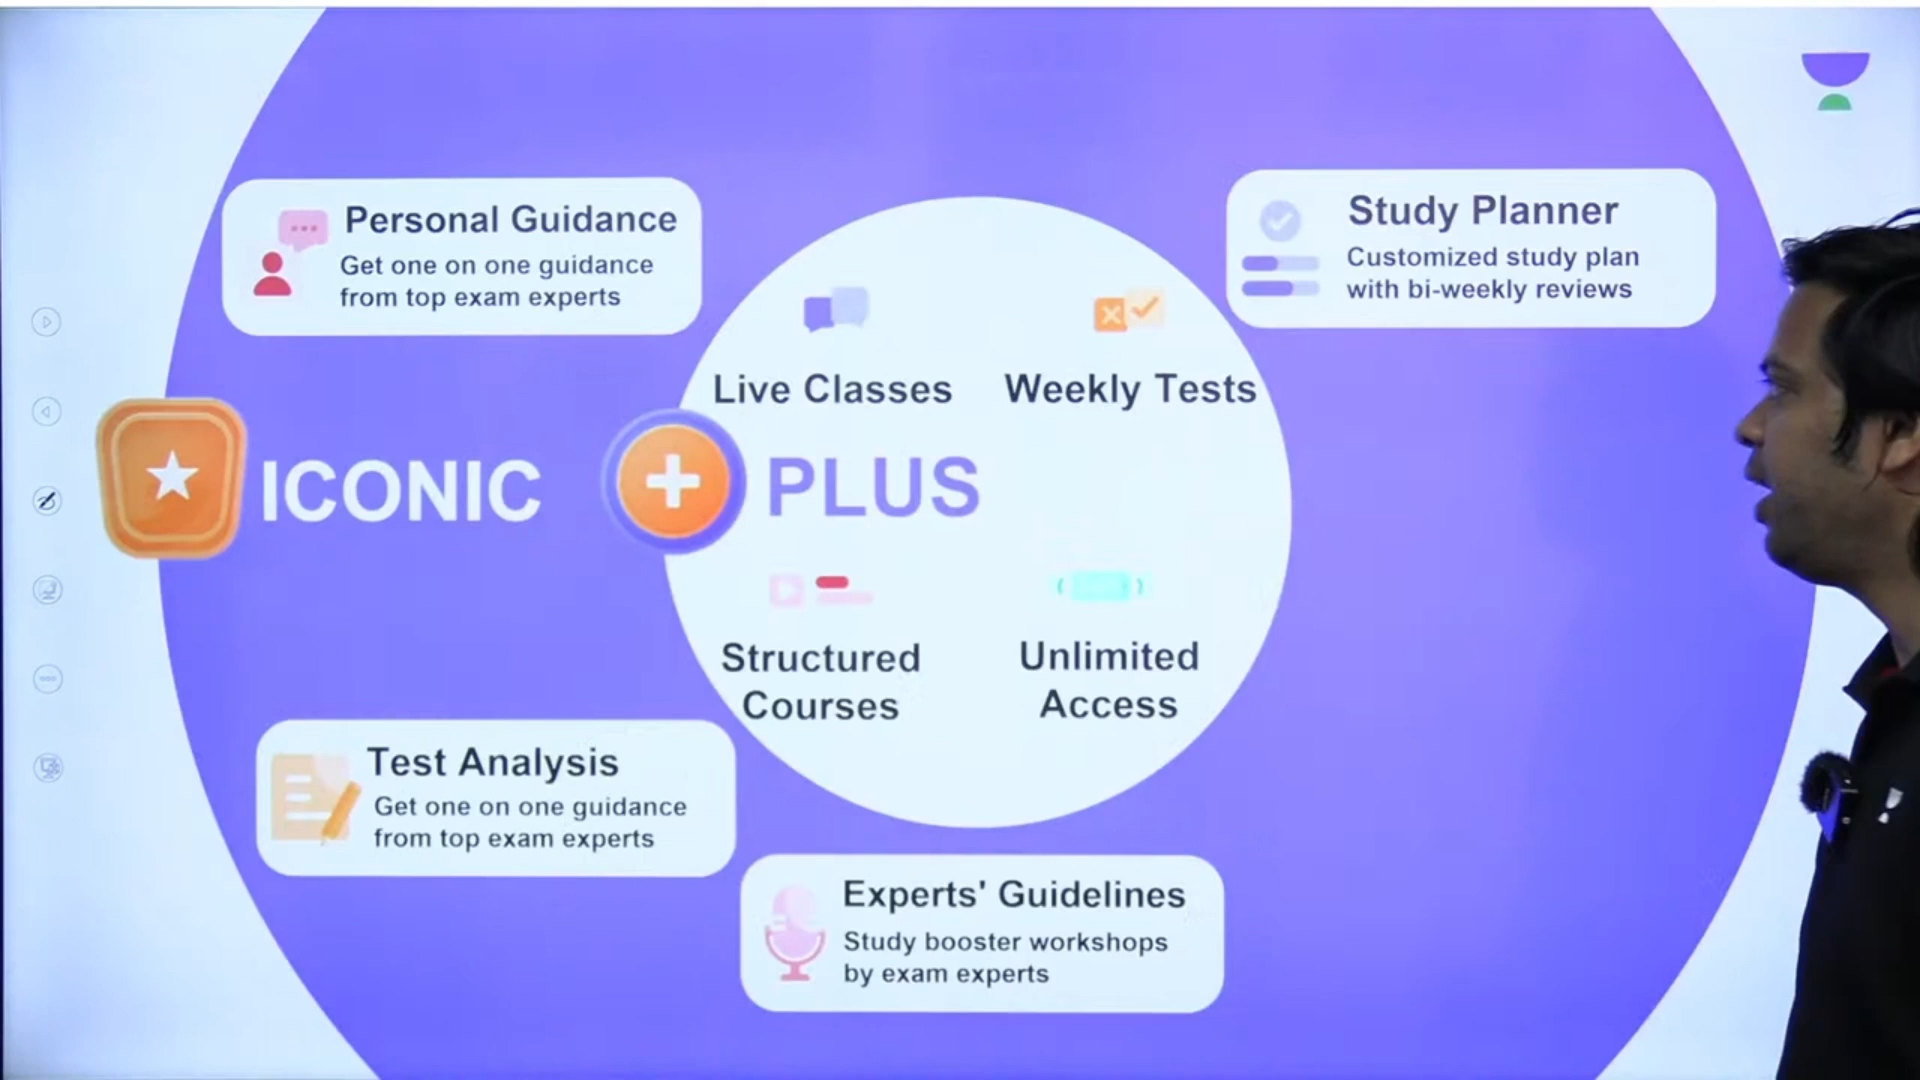 Personal Guidance
Get one on one guidance
from top exam experts
Study Planner
Customized study plan
with bi-weekly reviews
Live Classes
Weekly Tests
ICONIC
PLUS
Structured
Courses
Unlimited
Access
Test Analysis
Get one on one guidance
from top exam experts
Experts' Guidelines
Study booster workshops
by exam experts